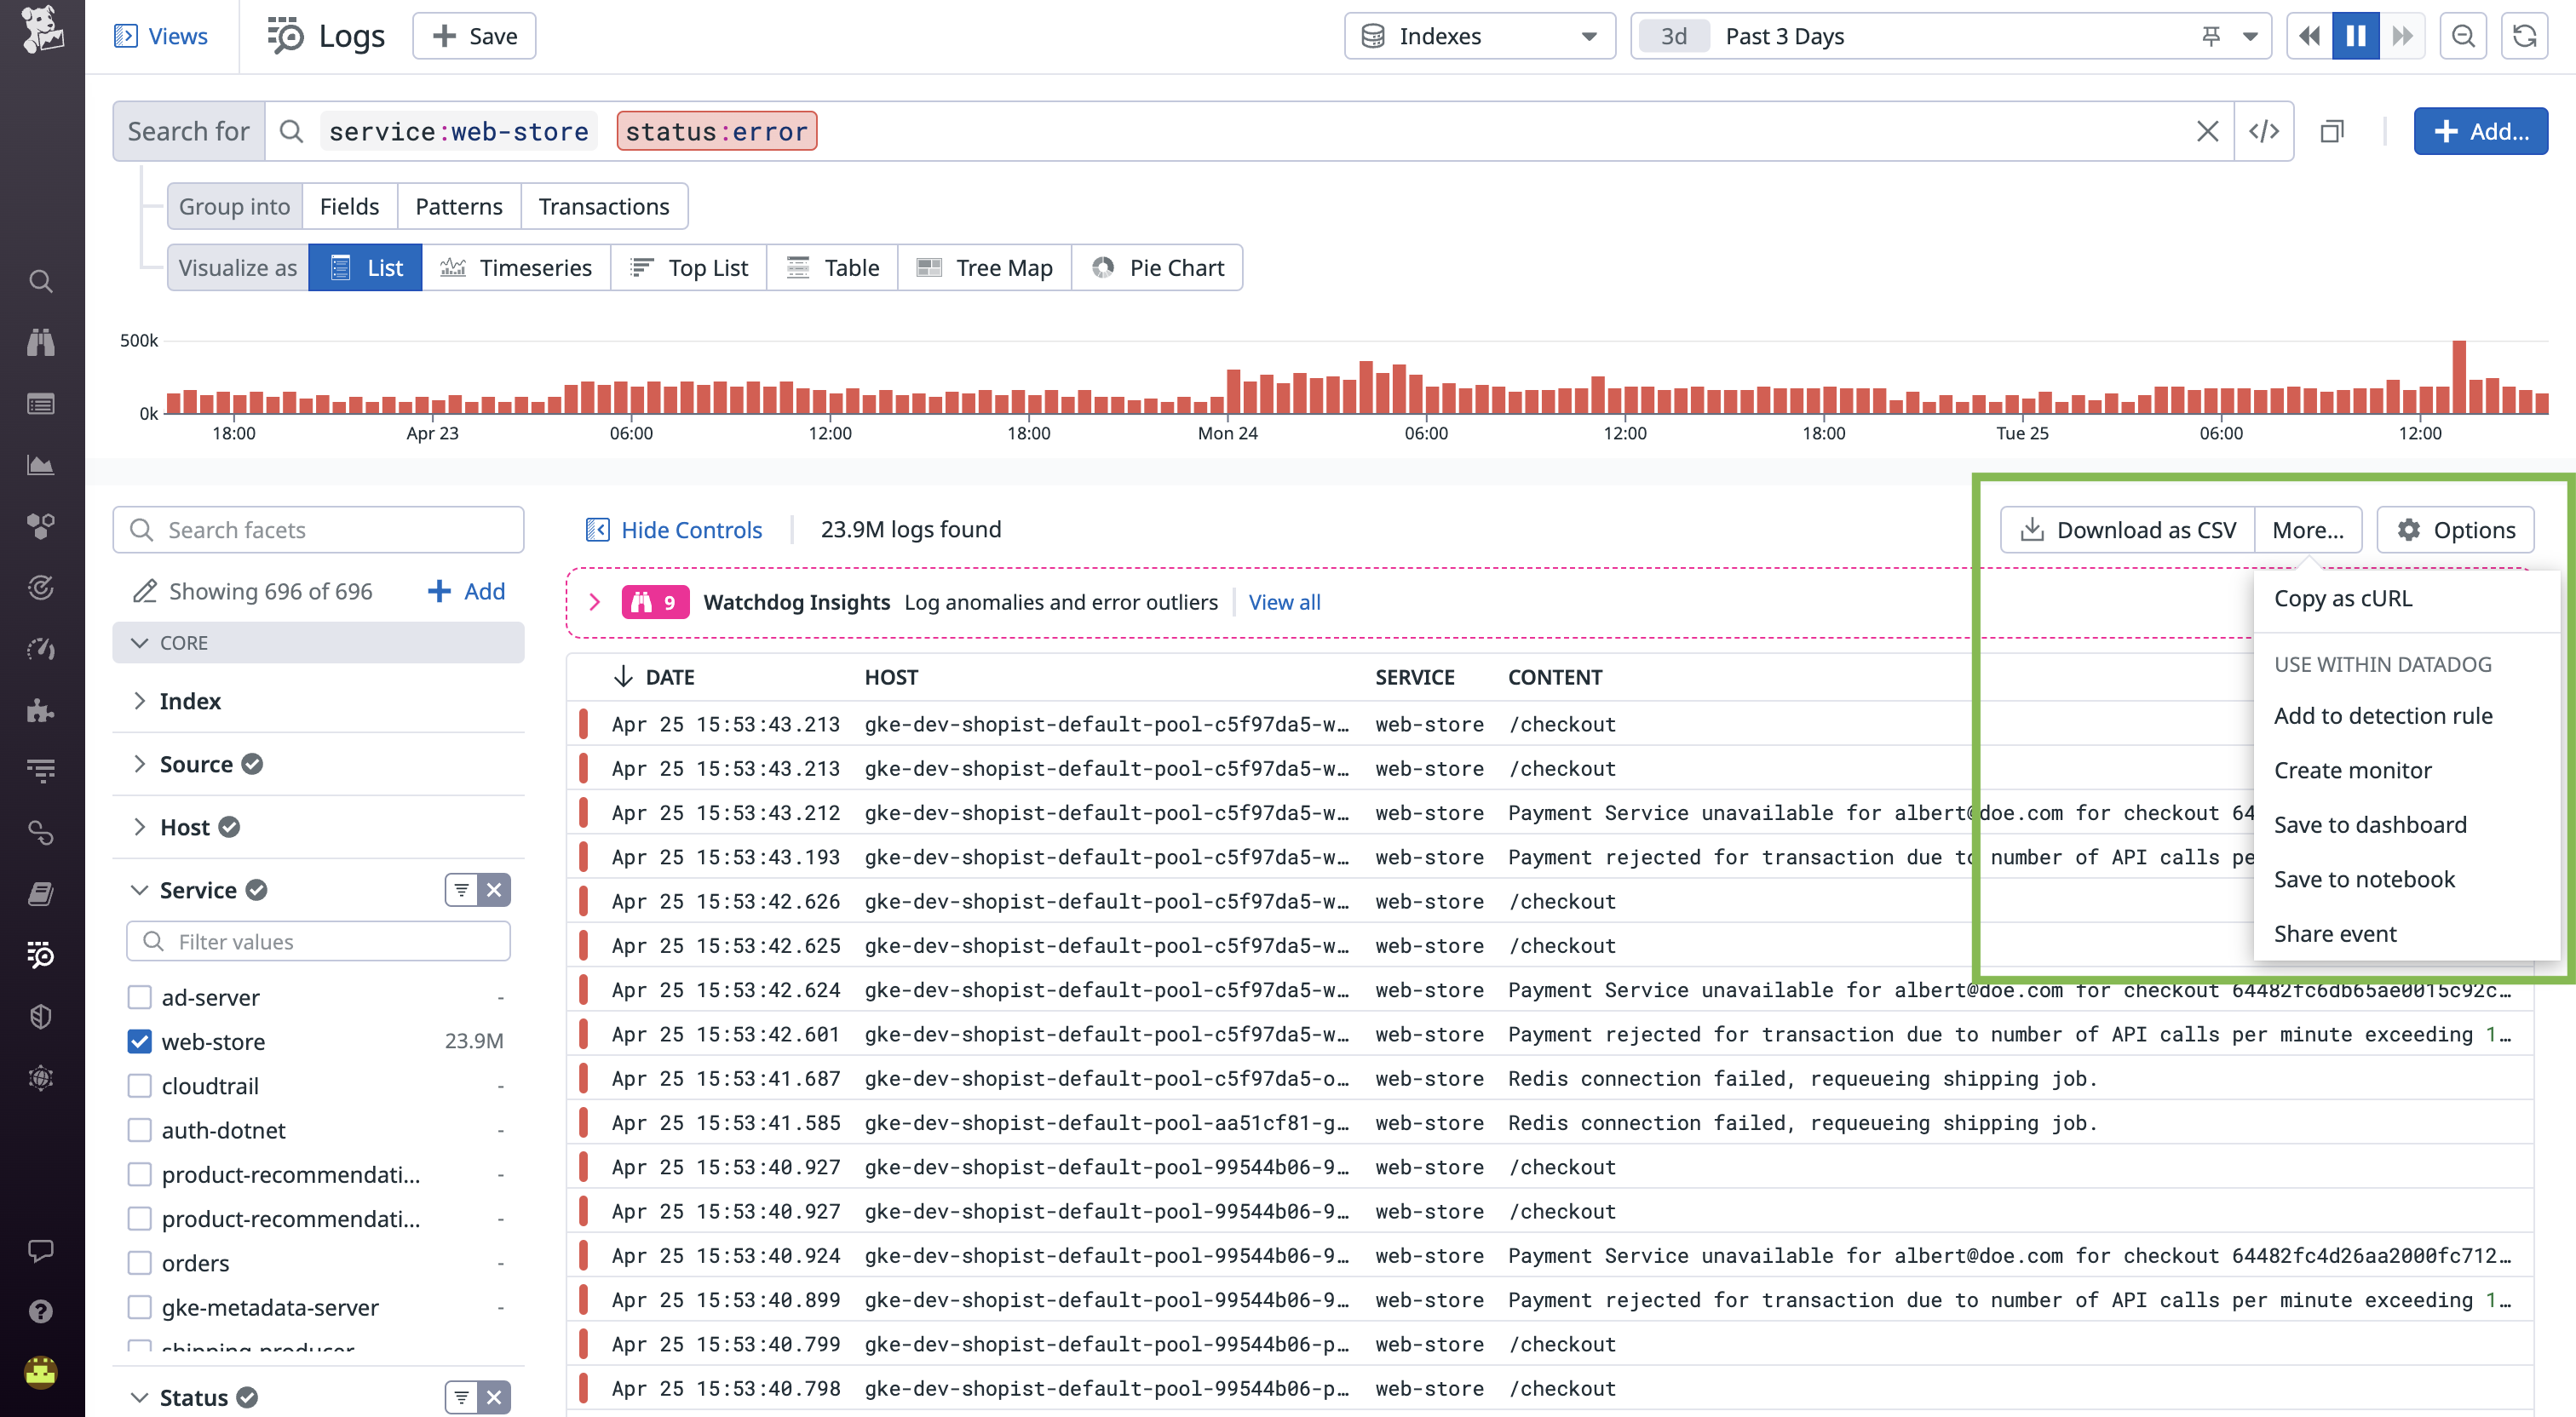 Views
Logs
Save
Indexes
3d Past 3 Days
Search for service:web-store status:error
Add...
Group into Fields Patterns Transactions
Visualize as List Timeseries Top List Table Tree Map Pie Chart
500k
0k
18:00 Apr 23 06:00 12:00 18:00 Mon 24 06:00 12:00 18:00 Tue 25 06:00 12:00
Search facets
Showing 696 of 696 Add
CORE
Index
Source
Host
Service
Filter values
ad-server -
web-store 23.9M
cloudtrail -
auth-dotnet -
product-recommendati... -
product-recommendati... -
orders -
gke-metadata-server -
shipping-producer
Status
Hide Controls 23.9M logs found
Download as CSV More... Options
9 Watchdog Insights Log anomalies and error outliers View all
Copy as cURL
USE WITHIN DATADOG
Add to detection rule
Create monitor
Save to dashboard
Save to notebook
Share event
DATE HOST SERVICE CONTENT
Apr 25 15:53:43.213 gke-dev-shopist-default-pool-c5f97da5-w… web-store /checkout
Apr 25 15:53:43.213 gke-dev-shopist-default-pool-c5f97da5-w… web-store /checkout
Apr 25 15:53:43.212 gke-dev-shopist-default-pool-c5f97da5-w… web-store Payment Service unavailable for albert@doe.com for checkout 64
Apr 25 15:53:43.193 gke-dev-shopist-default-pool-c5f97da5-w… web-store Payment rejected for transaction due to number of API calls pe
Apr 25 15:53:42.626 gke-dev-shopist-default-pool-c5f97da5-w… web-store /checkout
Apr 25 15:53:42.625 gke-dev-shopist-default-pool-c5f97da5-w… web-store /checkout
Apr 25 15:53:42.624 gke-dev-shopist-default-pool-c5f97da5-w… web-store Payment Service unavailable for albert@doe.com for checkout 64482fc6db65ae0015c92c…
Apr 25 15:53:42.601 gke-dev-shopist-default-pool-c5f97da5-w… web-store Payment rejected for transaction due to number of API calls per minute exceeding 1…
Apr 25 15:53:41.687 gke-dev-shopist-default-pool-c5f97da5-o… web-store Redis connection failed, requeueing shipping job.
Apr 25 15:53:41.585 gke-dev-shopist-default-pool-aa51cf81-g… web-store Redis connection failed, requeueing shipping job.
Apr 25 15:53:40.927 gke-dev-shopist-default-pool-99544b06-9… web-store /checkout
Apr 25 15:53:40.927 gke-dev-shopist-default-pool-99544b06-9… web-store /checkout
Apr 25 15:53:40.924 gke-dev-shopist-default-pool-99544b06-9… web-store Payment Service unavailable for albert@doe.com for checkout 64482fc4d26aa2000fc712…
Apr 25 15:53:40.899 gke-dev-shopist-default-pool-99544b06-9… web-store Payment rejected for transaction due to number of API calls per minute exceeding 1…
Apr 25 15:53:40.799 gke-dev-shopist-default-pool-99544b06-p… web-store /checkout
Apr 25 15:53:40.798 gke-dev-shopist-default-pool-99544b06-p… web-store /checkout